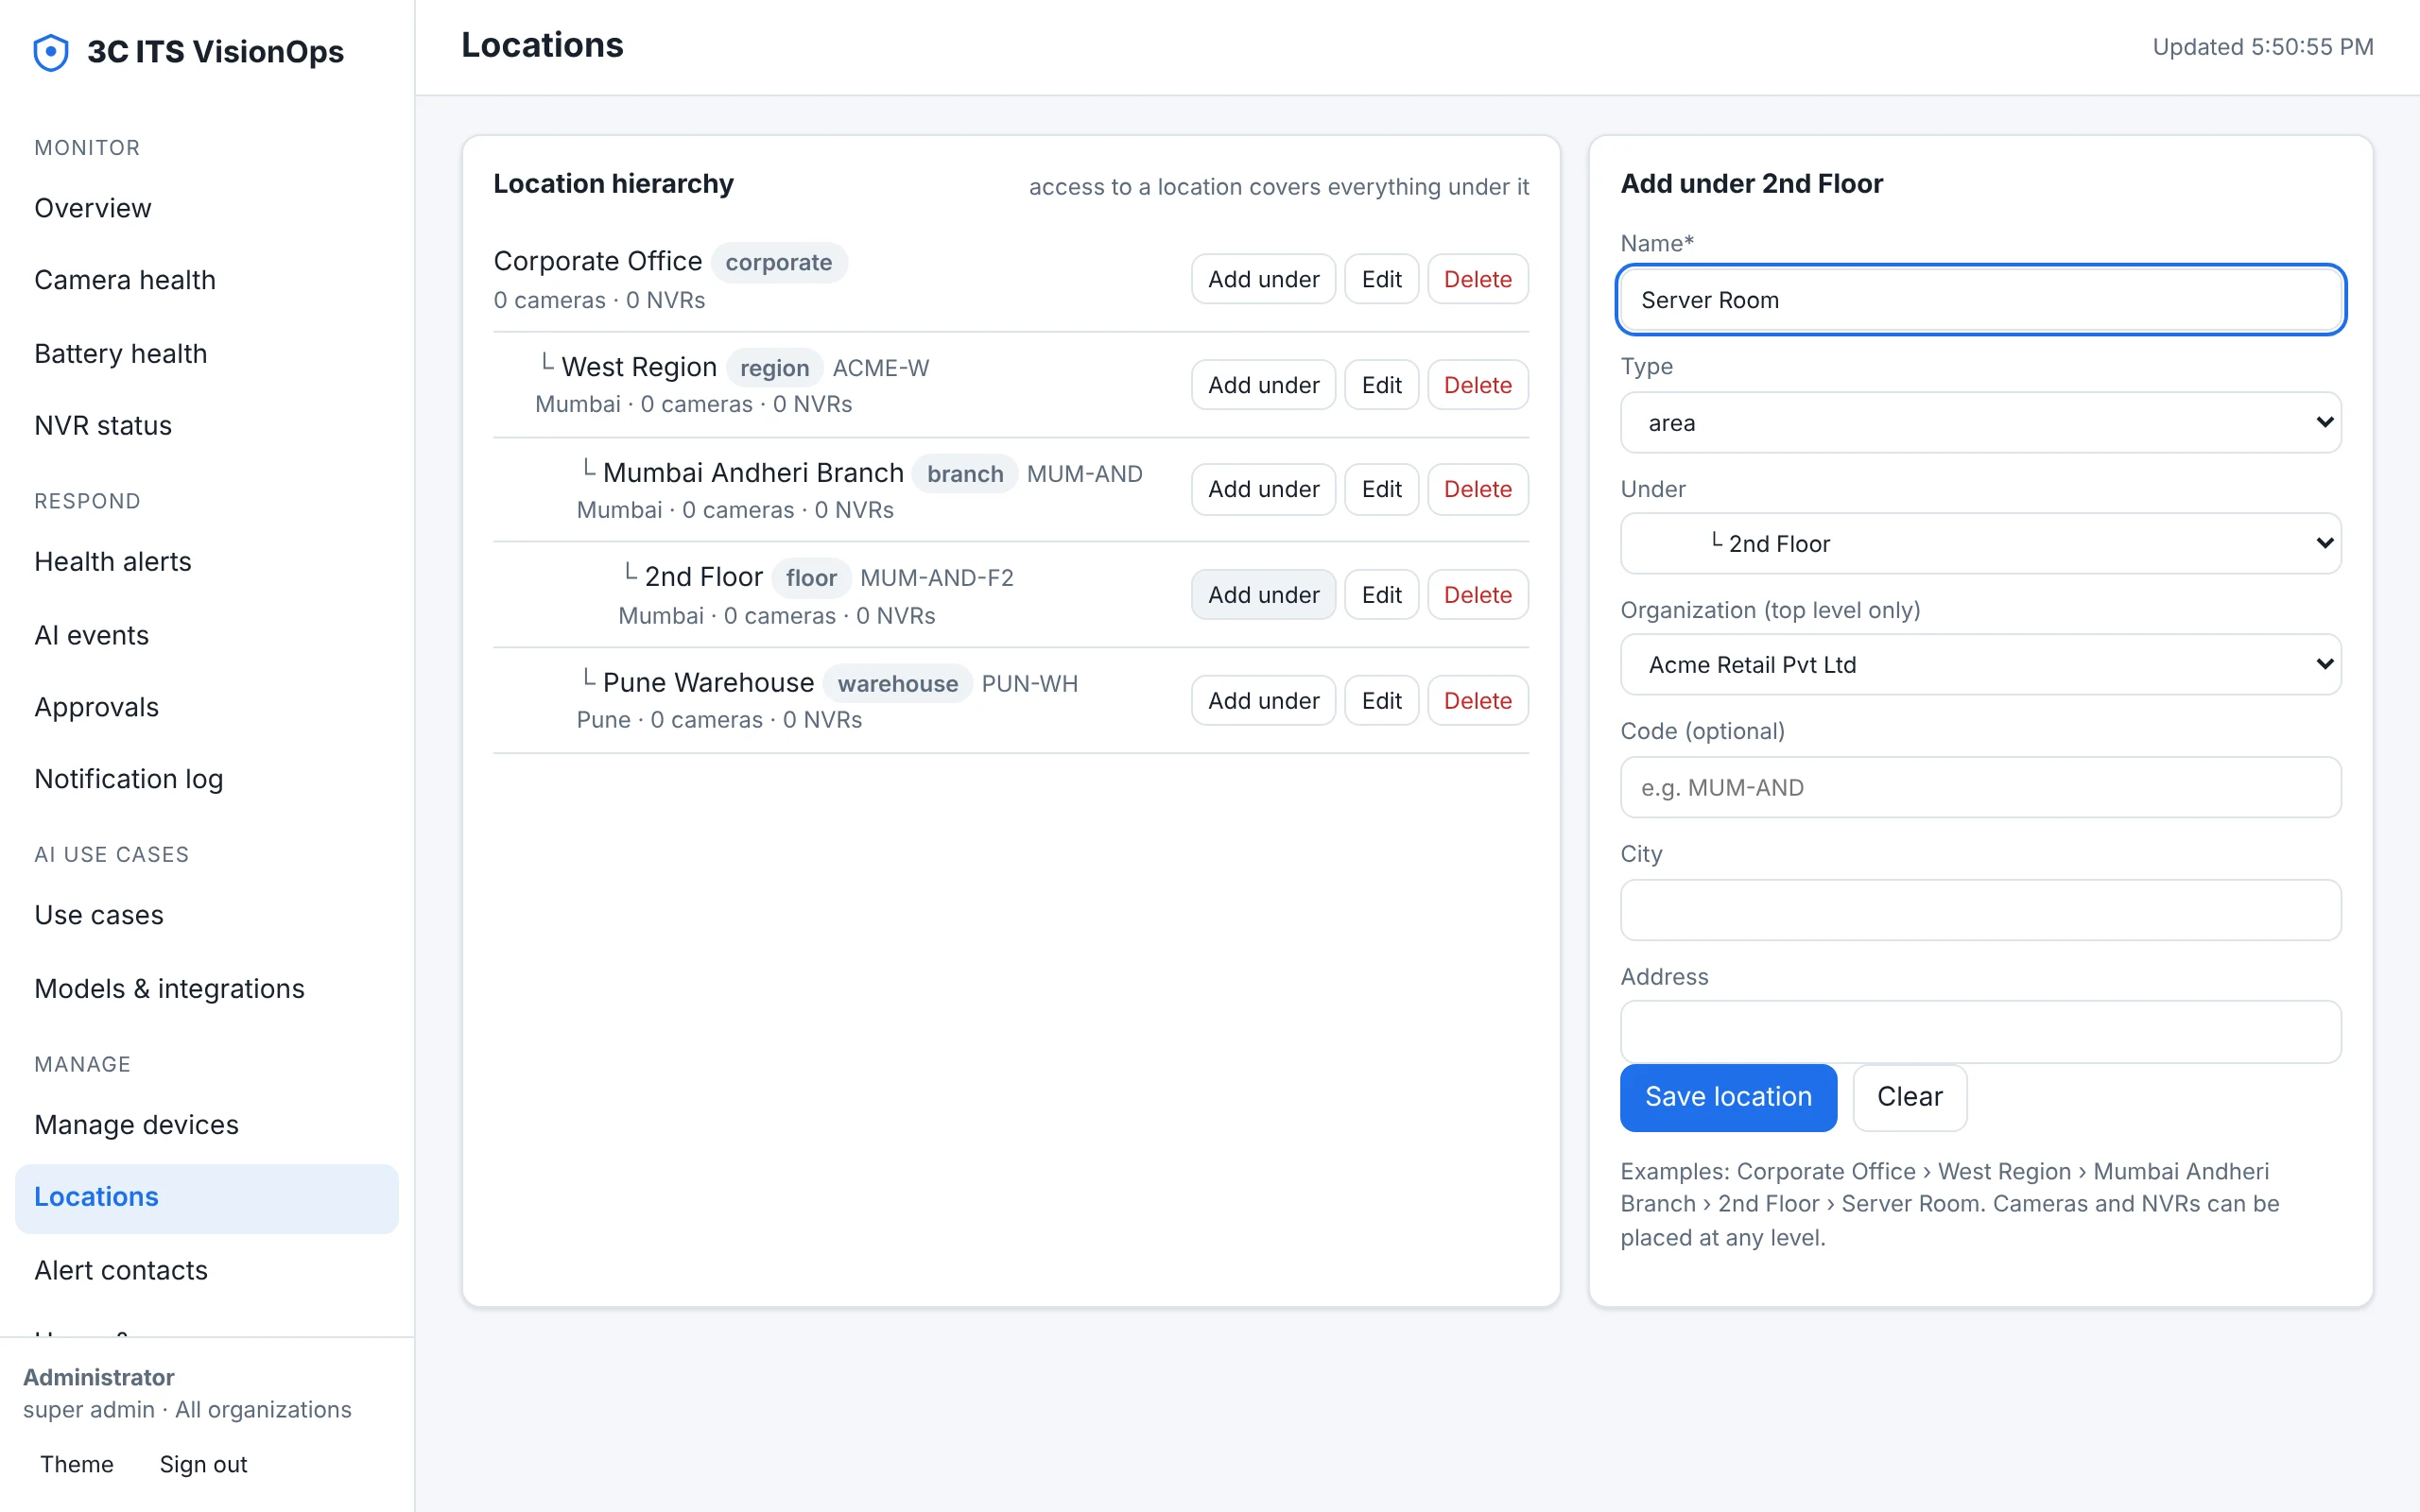 3C ITS VisionOps
MONITOR
Overview
Camera health
Battery health
NVR status
RESPOND
Health alerts
AI events
Approvals
Notification log
AI USE CASES
Use cases
Models & integrations
MANAGE
Manage devices
Locations
Alert contacts
Administrator
super admin · All organizations
Theme Sign out
Locations
Updated 5:50:55 PM
Location hierarchy access to a location covers everything under it
Corporate Office corporate
0 cameras · 0 NVRs
Add under Edit Delete
└ West Region region ACME-W
Mumbai · 0 cameras · 0 NVRs
Add under Edit Delete
└ Mumbai Andheri Branch branch MUM-AND
Mumbai · 0 cameras · 0 NVRs
Add under Edit Delete
└ 2nd Floor floor MUM-AND-F2
Mumbai · 0 cameras · 0 NVRs
Add under Edit Delete
└ Pune Warehouse warehouse PUN-WH
Pune · 0 cameras · 0 NVRs
Add under Edit Delete
Add under 2nd Floor
Name*
Server Room
Type
area
Under
└ 2nd Floor
Organization (top level only)
Acme Retail Pvt Ltd
Code (optional)
e.g. MUM-AND
City
Address
Save location Clear
Examples: Corporate Office › West Region › Mumbai Andheri
Branch › 2nd Floor › Server Room. Cameras and NVRs can be
placed at any level.